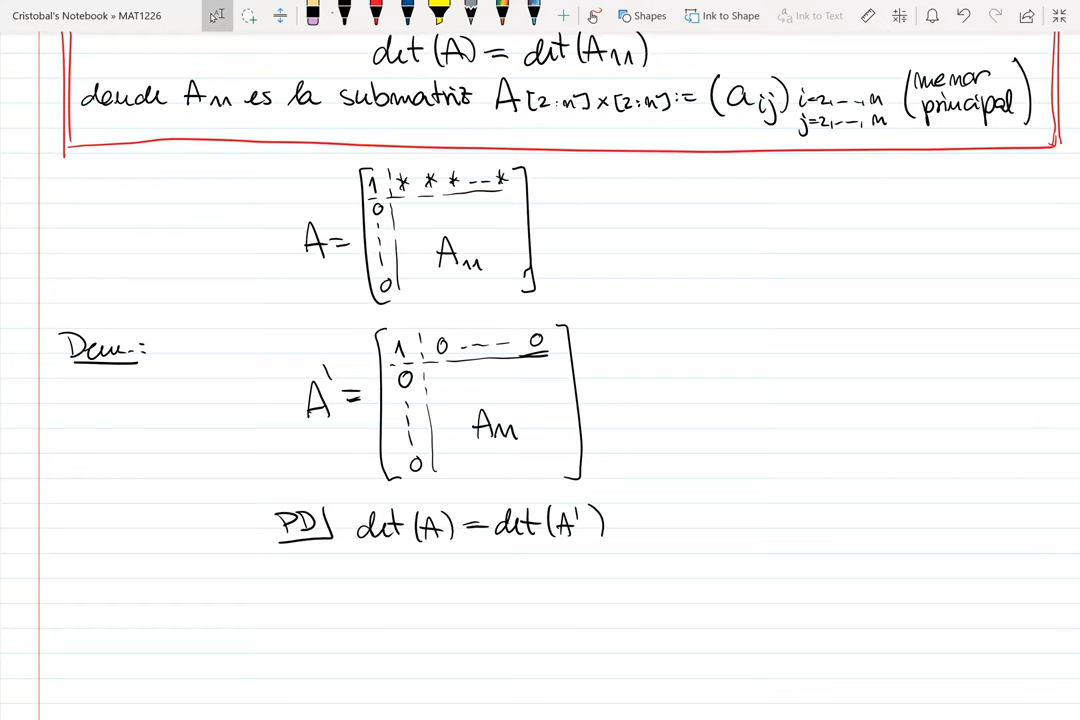 Cristobal's Notebook » MAT1226
Shapes
Ink to Shape
Ink to Text
det (A) = det (A11)
donde A11 es la submatriz A[2:n]×[2:n] := (aij) i=2,---,n j=2,---,n (menor principal)
1 * * * --- *
0
A = A11
0
Dem.:
1 0 ---- 0
0
A' = A11
0
PD/ det (A) = det (A')